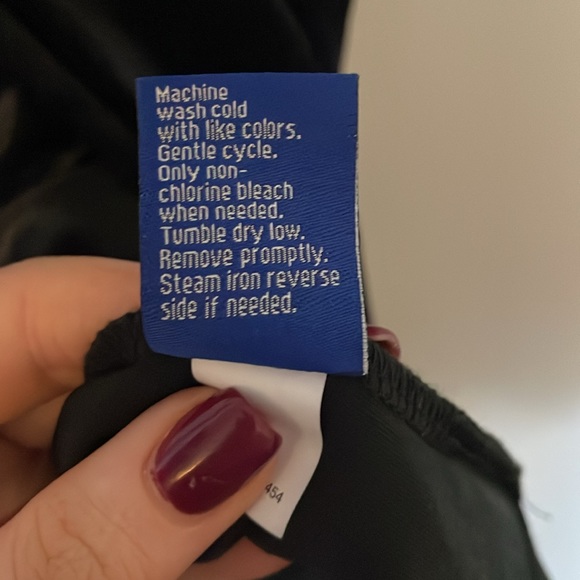 Machine
wash cold
with like colors.
Gentle cycle.
Only non-
chlorine bleach
when needed.
Tumble dry low.
Remove promptly.
Steam iron reverse
side if needed.
454